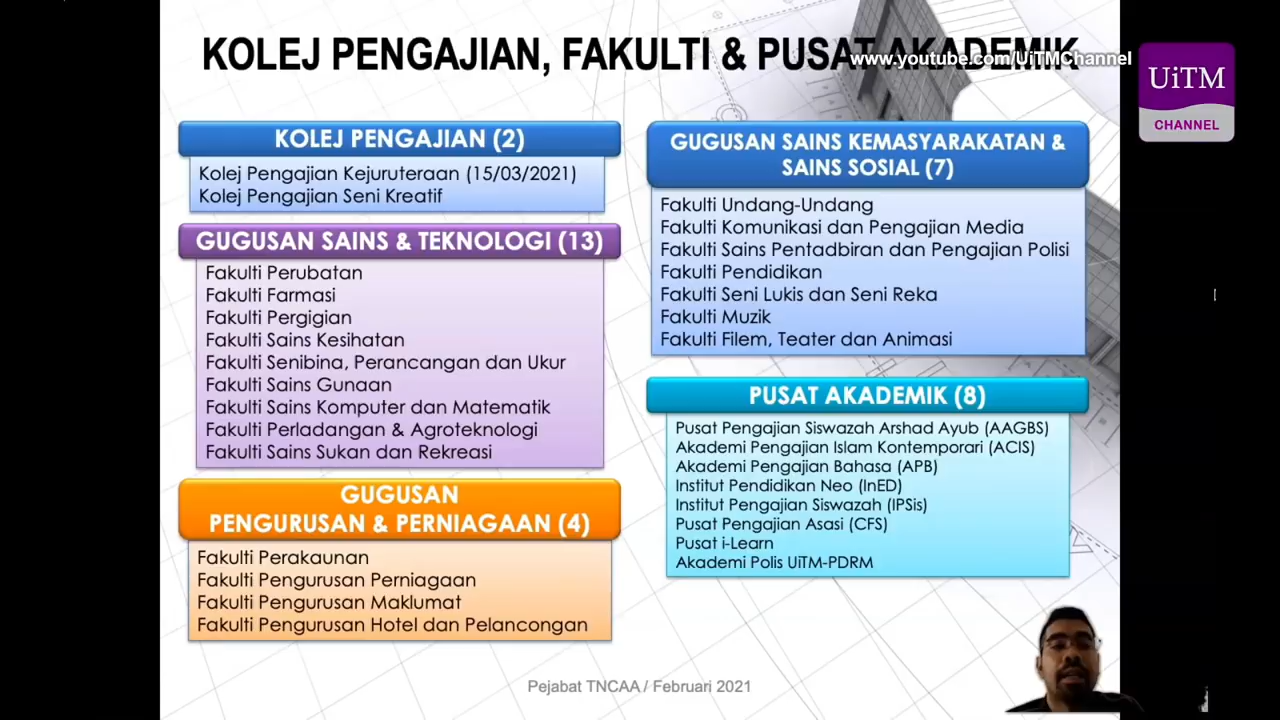 KOLEJ PENGAJIAN, FAKULTI & PUSAT AKADEMIK
www.youtube.com/UiTMChannel
UiTM
CHANNEL
KOLEJ PENGAJIAN (2)
Kolej Pengajian Kejuruteraan (15/03/2021)
Kolej Pengajian Seni Kreatif
GUGUSAN SAINS & TEKNOLOGI (13)
Fakulti Perubatan
Fakulti Farmasi
Fakulti Pergigian
Fakulti Sains Kesihatan
Fakulti Senibina, Perancangan dan Ukur
Fakulti Sains Gunaan
Fakulti Sains Komputer dan Matematik
Fakulti Perladangan & Agroteknologi
Fakulti Sains Sukan dan Rekreasi
GUGUSAN
PENGURUSAN & PERNIAGAAN (4)
Fakulti Perakaunan
Fakulti Pengurusan Perniagaan
Fakulti Pengurusan Maklumat
Fakulti Pengurusan Hotel dan Pelancongan
GUGUSAN SAINS KEMASYARAKATAN &
SAINS SOSIAL (7)
Fakulti Undang-Undang
Fakulti Komunikasi dan Pengajian Media
Fakulti Sains Pentadbiran dan Pengajian Polisi
Fakulti Pendidikan
Fakulti Seni Lukis dan Seni Reka
Fakulti Muzik
Fakulti Filem, Teater dan Animasi
PUSAT AKADEMIK (8)
Pusat Pengajian Siswazah Arshad Ayub (AAGBS)
Akademi Pengajian Islam Kontemporari (ACIS)
Akademi Pengajian Bahasa (APB)
Institut Pendidikan Neo (InED)
Institut Pengajian Siswazah (IPSis)
Pusat Pengajian Asasi (CFS)
Pusat i-Learn
Akademi Polis UiTM-PDRM
Pejabat TNCAA / Februari 2021